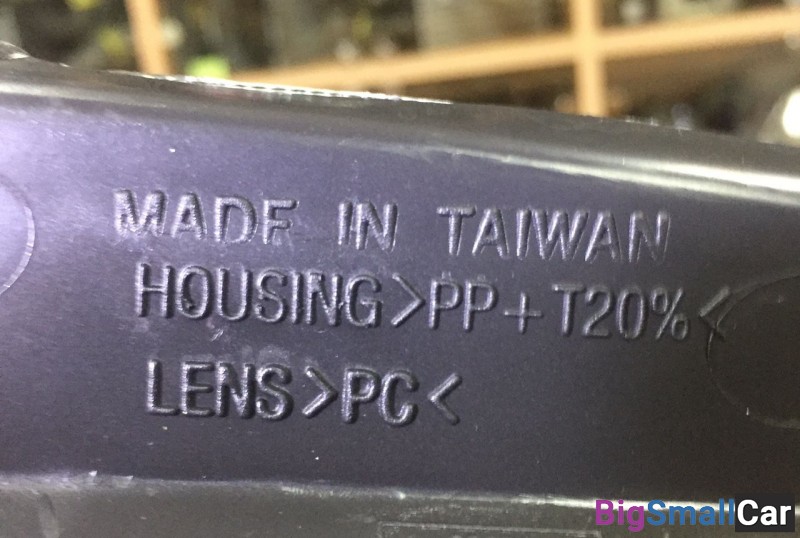 MADE IN TAIWAN
HOUSING>PP+T20%<
LENS>PC<
BigSmallCar